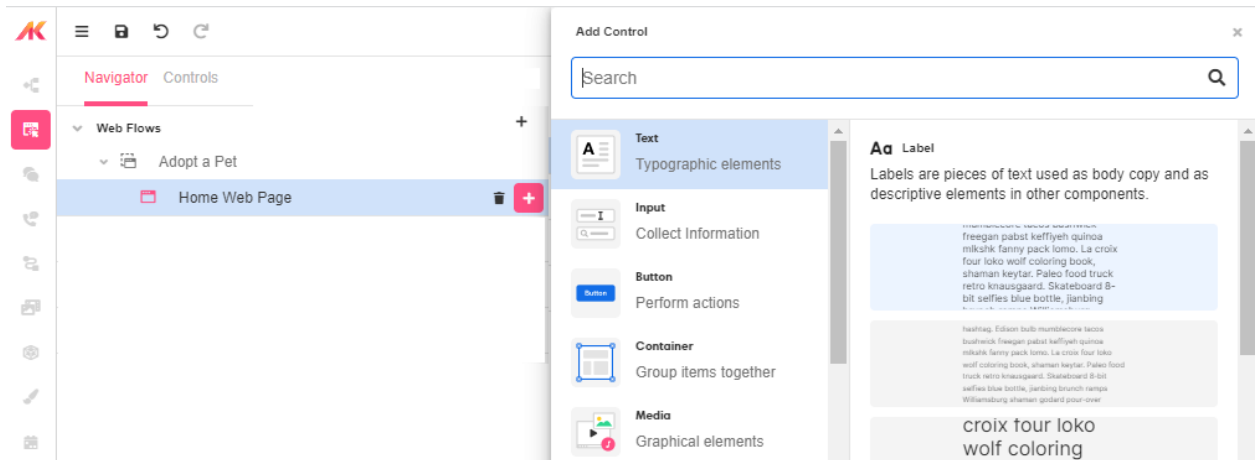 Add Control
×
Navigator Controls
Search
Web Flows
+
Text
Typographic elements
Aa Label
Labels are pieces of text used as body copy and as
descriptive elements in other components.
Adopt a Pet
Home Web Page
+
Input
Collect Information
freegan pabst keffiyeh quinoa
mlkshk fanny pack lomo. La croix
four loko wolf coloring book,
shaman keytar. Paleo food truck
retro knausgaard. Skateboard 8-
bit selfies blue bottle, jianbing
Button
Button
Perform actions
Container
Group items together
hashtag. Edison bulb mumblecore tacos
bushwick freegan pabst keffiyeh quinoa
mlkshk fanny pack lomo. La croix four loko
wolf coloring book, shaman keytar. Paleo food
truck retro knausgaard. Skateboard 8-bit
selfies blue bottle, jianbing brunch ramps
Williamsburg shaman godard pour-over
Media
Graphical elements
croix four loko
wolf coloring